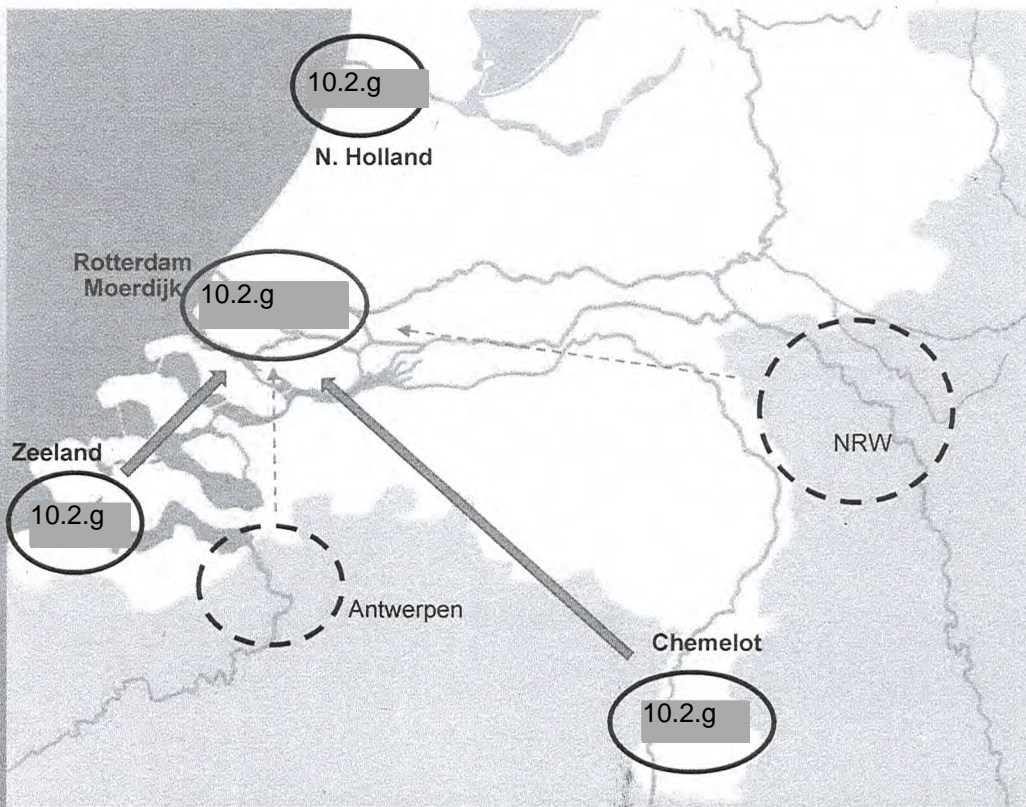 10.2.g
N. Holland
Rotterdam
Moerdijk
10.2.g
Zeeland
10.2.g
NRW
Antwerpen
Chemelot
10.2.g